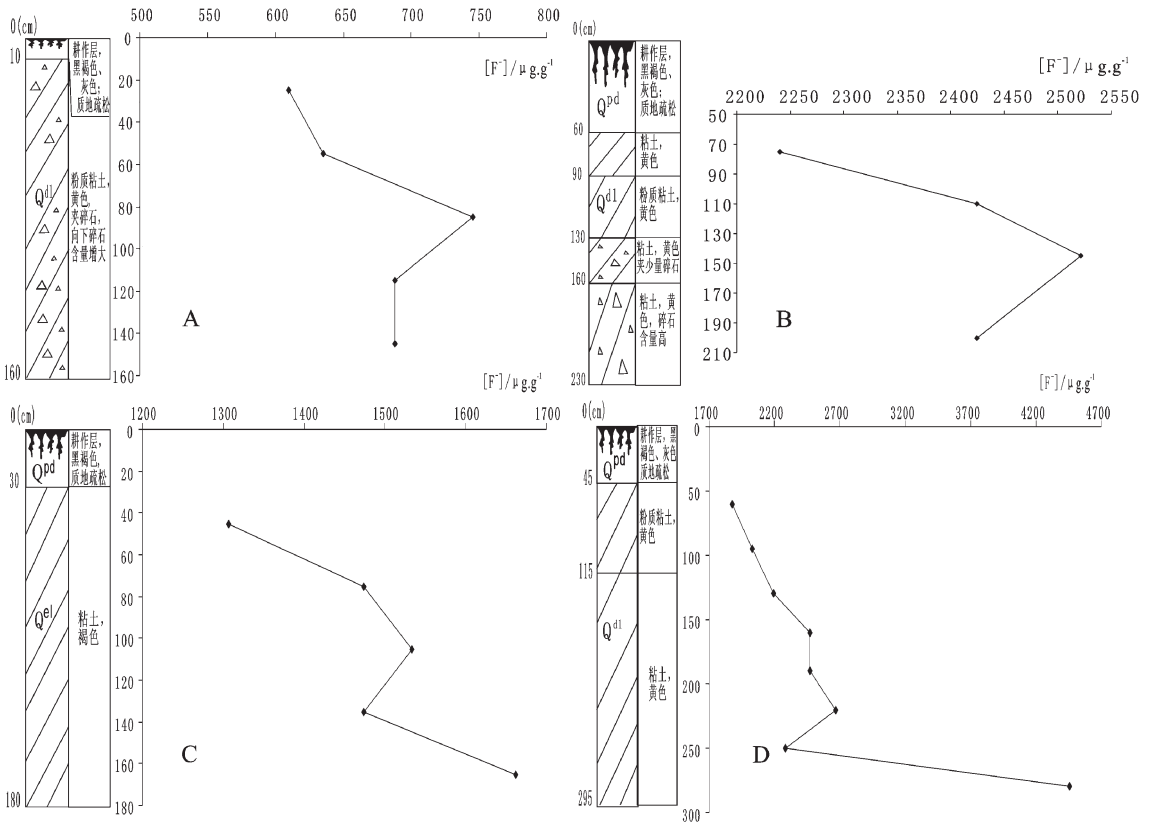 0(cm)
10
160
耕作层,
黑褐色、
灰色;
质地疏松
Q^dl
粉质粘土,
黄色,
夹碎石,
向下碎石
含量增大
500 550 600 650 700 750 800
[F⁻]/μg.g⁻¹
0
20
40
60
80
100
120
140
160
A
0(cm)
60
90
130
160
230
Q^pd
Q^dl
耕作层,
黑褐色、
灰色;
质地疏松
粘土,
黄色
粉质粘土,
黄色
粘土,黄色
夹少量碎石
粘土,黄
色,碎石
含量高
[F⁻]/μg.g⁻¹
2200 2250 2300 2350 2400 2450 2500 2550
50
70
90
110
130
150
170
190
210
B
0(cm)
30
180
Q^pd
Q^el
耕作层,
黑褐色,
质地疏松
粘土,
褐色
[F⁻]/μg.g⁻¹
1200 1300 1400 1500 1600 1700
0
20
40
60
80
100
120
140
160
180
C
0(cm)
45
115
295
Q^pd
Q^dl
耕作层,黑
褐色、灰色
质地疏松
粉质粘土,
黄色
粘土,
黄色
[F⁻]/μg.g⁻¹
1700 2200 2700 3200 3700 4200 4700
0
50
100
150
200
250
300
D